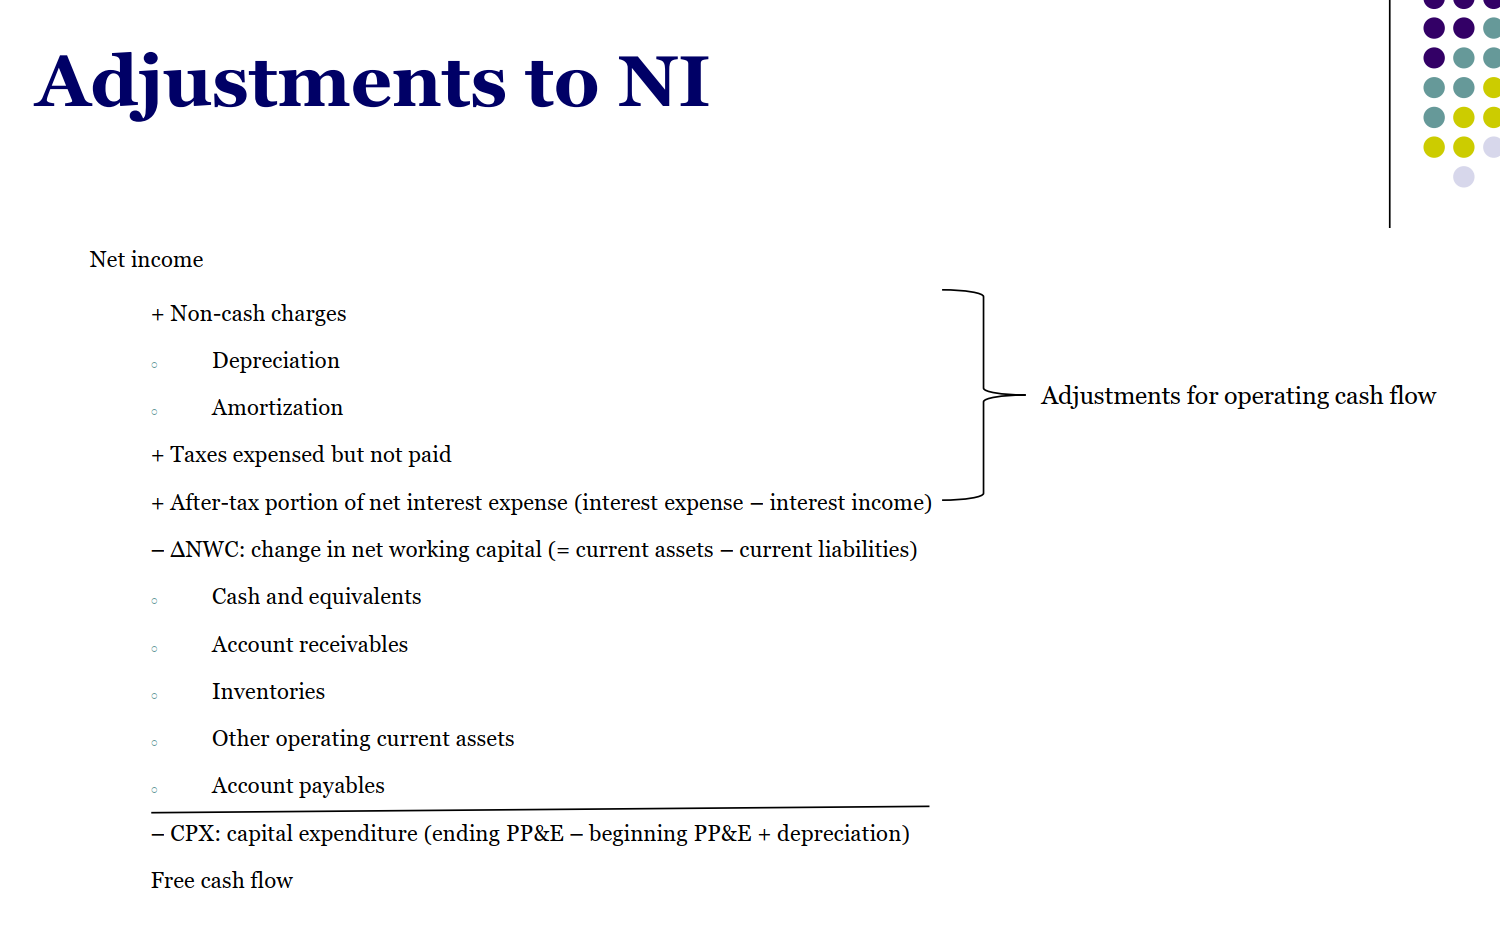 Adjustments to NI
Net income
+ Non-cash charges
○ Depreciation
○ Amortization
+ Taxes expensed but not paid
+ After-tax portion of net interest expense (interest expense – interest income)
Adjustments for operating cash flow
– ΔNWC: change in net working capital (= current assets – current liabilities)
○ Cash and equivalents
○ Account receivables
○ Inventories
○ Other operating current assets
○ Account payables
– CPX: capital expenditure (ending PP&E – beginning PP&E + depreciation)
Free cash flow